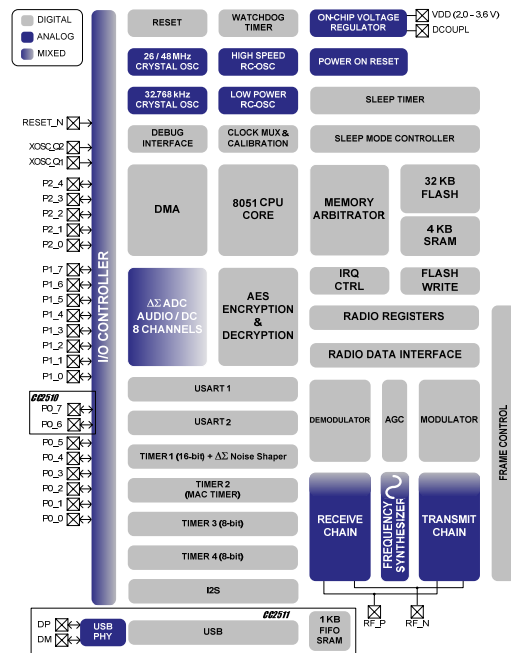 DIGITAL
ANALOG
MIXED
RESET
WATCHDOG
TIMER
ON-CHIP VOLTAGE
REGULATOR
VDD (2.0 – 3.6 V)
DCOUPL
26 / 48 MHz
CRYSTAL OSC
HIGH SPEED
RC-OSC
POWER ON RESET
32.768 kHz
CRYSTAL OSC
LOW POWER
RC-OSC
SLEEP TIMER
DEBUG
INTERFACE
CLOCK MUX &
CALIBRATION
SLEEP MODE CONTROLLER
RESET_N
XOSC_Q2
XOSC_Q1
P2_4
P2_3
P2_2
P2_1
P2_0
P1_7
P1_6
P1_5
P1_4
P1_3
P1_2
P1_1
P1_0
CC2510
P0_7
P0_6
P0_5
P0_4
P0_3
P0_2
P0_1
P0_0
I/O CONTROLLER
DMA
8051 CPU
CORE
MEMORY
ARBITRATOR
32 KB
FLASH
4 KB
SRAM
ΔΣ ADC
AUDIO / DC
8 CHANNELS
AES
ENCRYPTION
&
DECRYPTION
IRQ
CTRL
FLASH
WRITE
RADIO REGISTERS
RADIO DATA INTERFACE
USART 1
USART 2
TIMER 1 (16-bit) + ΔΣ Noise Shaper
TIMER 2
(MAC TIMER)
TIMER 3 (8-bit)
TIMER 4 (8-bit)
I2S
DEMODULATOR
AGC
MODULATOR
RECEIVE
CHAIN
FREQUENCY
SYNTHESIZER
TRANSMIT
CHAIN
FRAME CONTROL
RF_P
RF_N
CC2511
DP
DM
USB
PHY
USB
1 KB
FIFO
SRAM